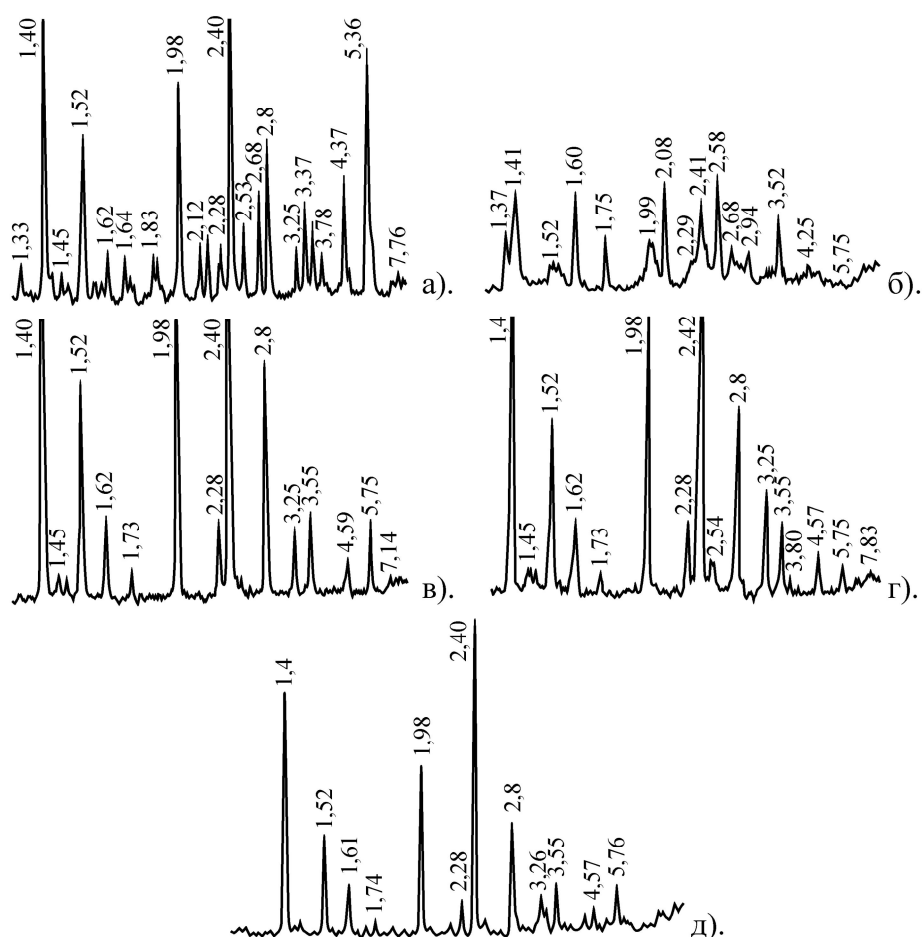 1,33 1,40 1,45 1,52 1,62 1,64 1,83 1,98 2,12 2,28 2,40 2,53 2,68 2,8 3,25 3,37 3,78 4,37 5,36 7,76 а).
1,37 1,41 1,52 1,60 1,75 1,99 2,08 2,29 2,41 2,58 2,68 2,94 3,52 4,25 5,75 б).
1,40 1,45 1,52 1,62 1,73 1,98 2,28 2,40 2,8 3,25 3,55 4,59 5,75 7,14 в).
1,4 1,45 1,52 1,62 1,73 1,98 2,28 2,42 2,54 2,8 3,25 3,55 3,80 4,57 5,75 7,83 г).
1,4 1,52 1,61 1,74 1,98 2,28 2,40 2,8 3,26 3,55 4,57 5,76 д).